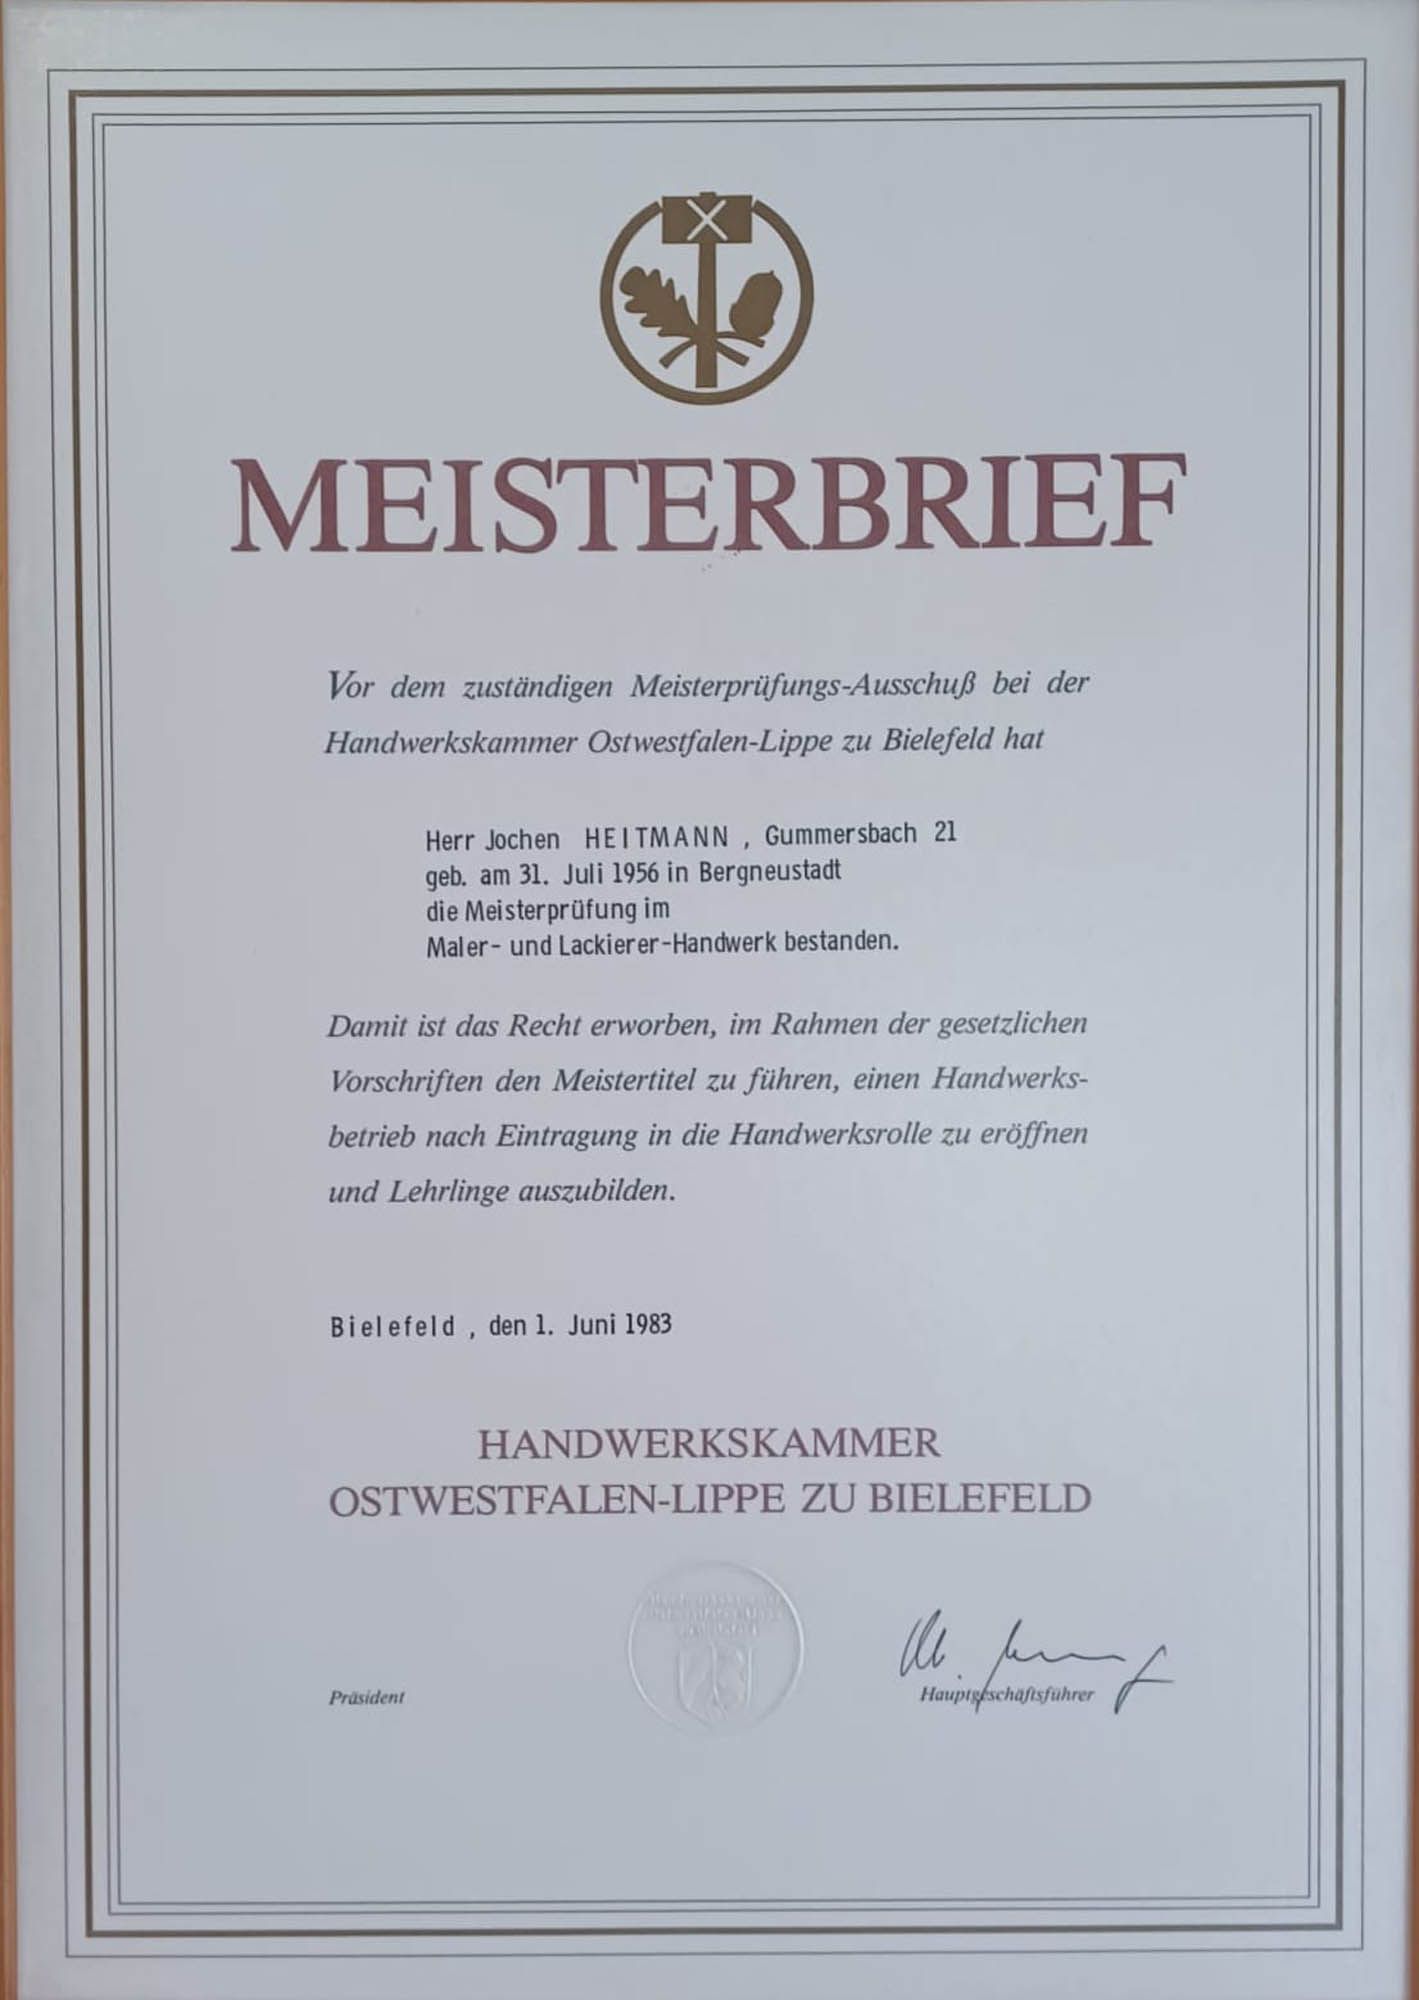 MEISTERBRIEF
Vor dem zuständigen Meisterprüfungs-Ausschuß bei der
Handwerkskammer Ostwestfalen-Lippe zu Bielefeld hat
Herr Jochen HEITMANN , Gummersbach 21
geb. am 31. Juli 1956 in Bergneustadt
die Meisterprüfung im
Maler- und Lackierer-Handwerk bestanden.
Damit ist das Recht erworben, im Rahmen der gesetzlichen
Vorschriften den Meistertitel zu führen, einen Handwerks-
betrieb nach Eintragung in die Handwerksrolle zu eröffnen
und Lehrlinge auszubilden.
Bielefeld , den 1. Juni 1983
HANDWERKSKAMMER
OSTWESTFALEN-LIPPE ZU BIELEFELD
Präsident
Hauptgeschäftsführer